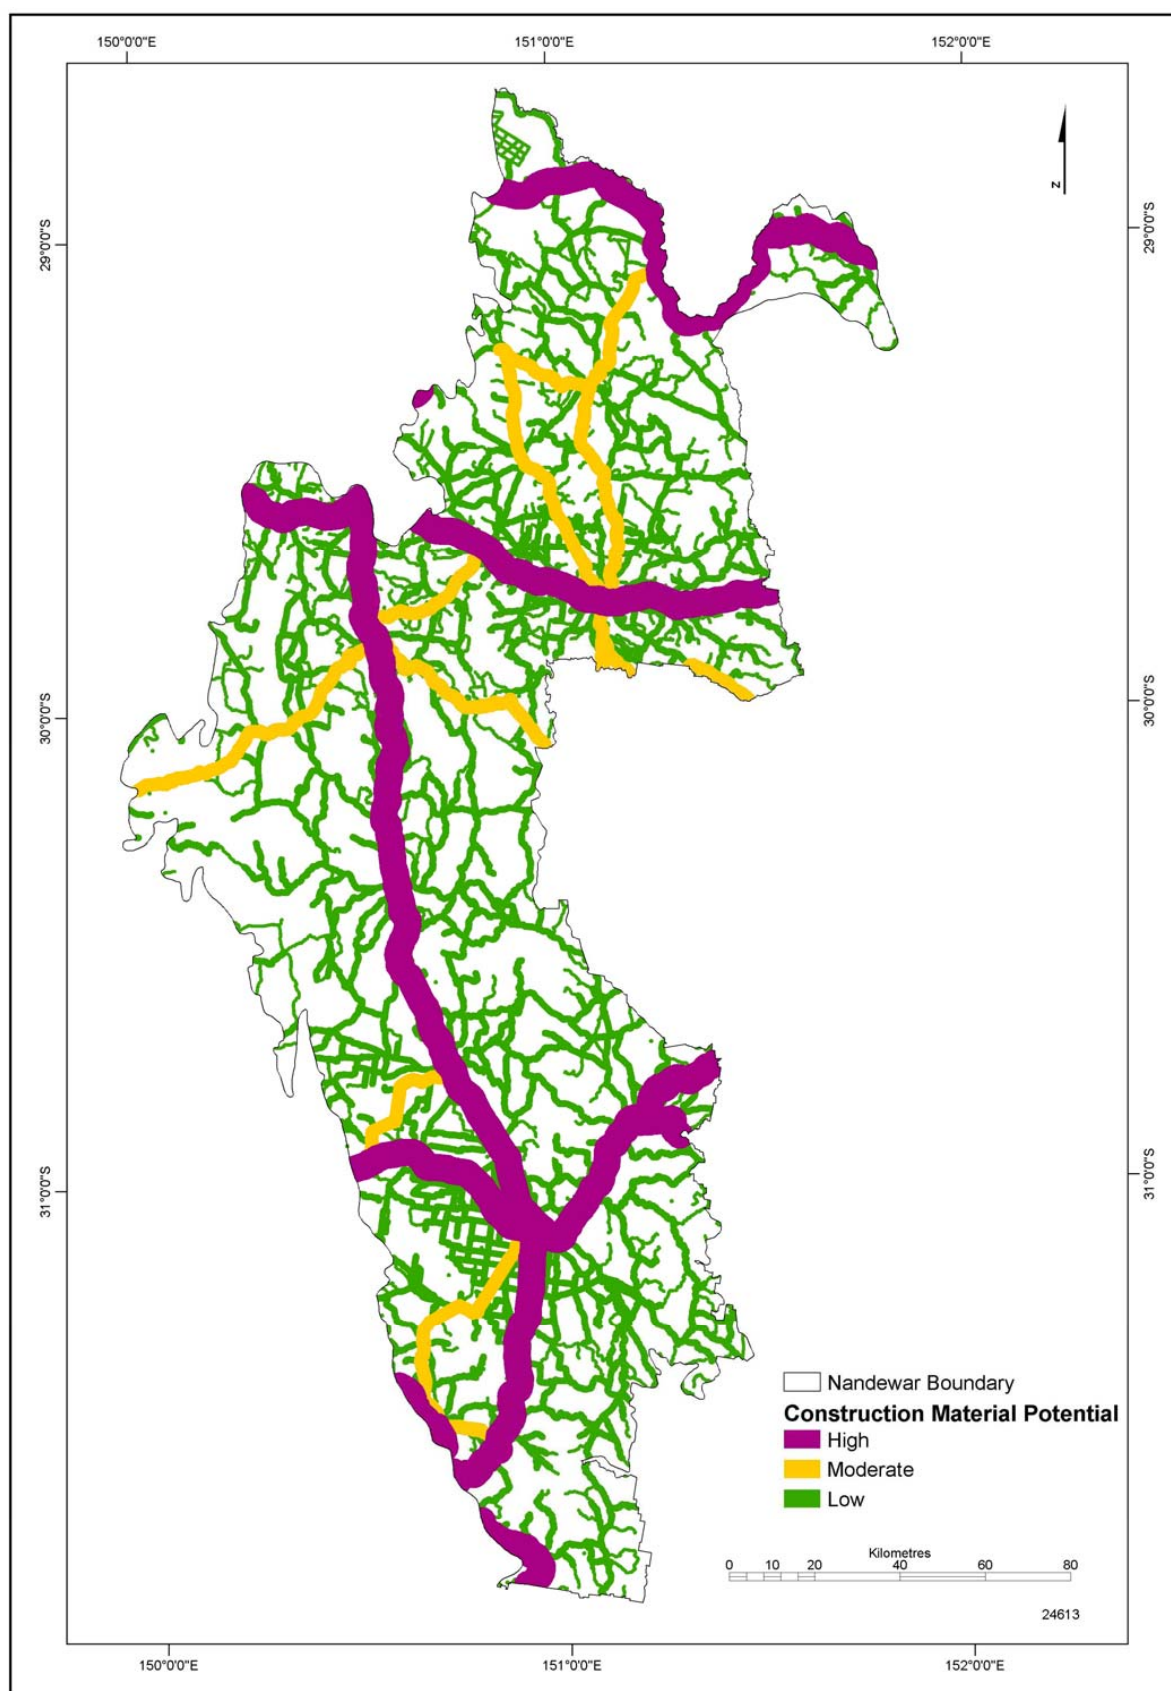 150°0'0"E 151°0'0"E 152°0'0"E
N
29°0'0"S 29°0'0"S
30°0'0"S 30°0'0"S
31°0'0"S 31°0'0"S
Nandewar Boundary
Construction Material Potential
High
Moderate
Low
Kilometres
0 10 20 40 60 80
24613
150°0'0"E 151°0'0"E 152°0'0"E